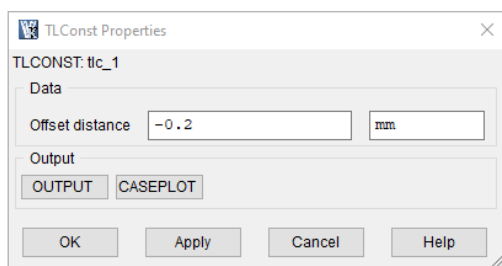 TLConst Properties
TLCONST: tlc_1
Data
Offset distance -0.2 mm
Output
OUTPUT CASEPLOT
OK Apply Cancel Help